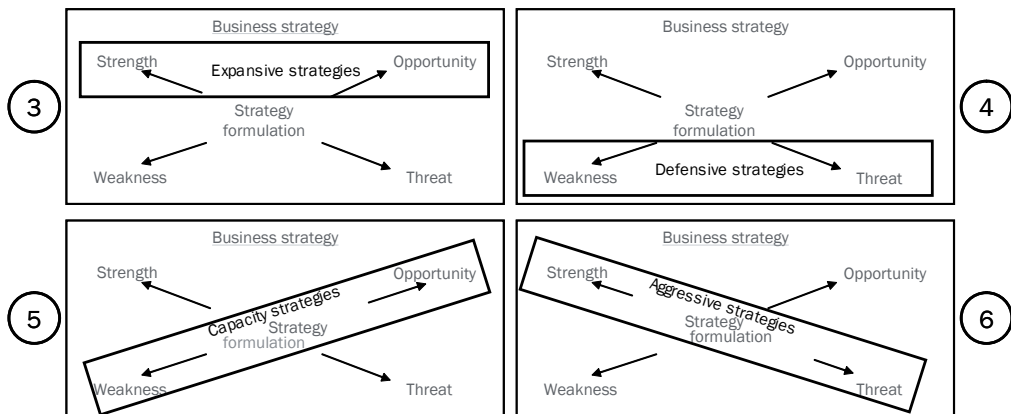 3
Business strategy
Strength
Expansive strategies
Opportunity
Strategy
formulation
Weakness
Threat
4
Business strategy
Strength
Opportunity
Strategy
formulation
Weakness
Defensive strategies
Threat
5
Business strategy
Strength
Opportunity
Capacity strategies
Strategy
formulation
Weakness
Threat
6
Business strategy
Strength
Aggressive strategies
Opportunity
Strategy
formulation
Weakness
Threat